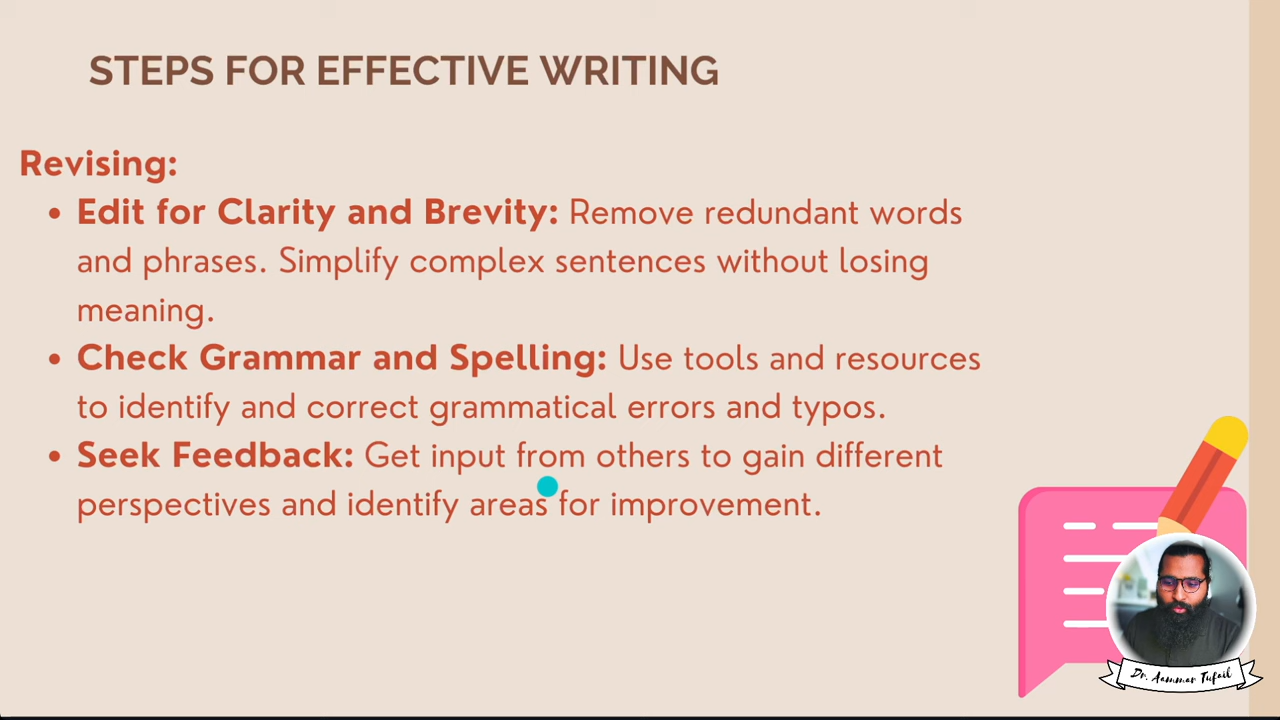 STEPS FOR EFFECTIVE WRITING
Revising:
• Edit for Clarity and Brevity: Remove redundant words
and phrases. Simplify complex sentences without losing
meaning.
• Check Grammar and Spelling: Use tools and resources
to identify and correct grammatical errors and typos.
• Seek Feedback: Get input from others to gain different
perspectives and identify areas for improvement.
Dr. Aammar Tufail